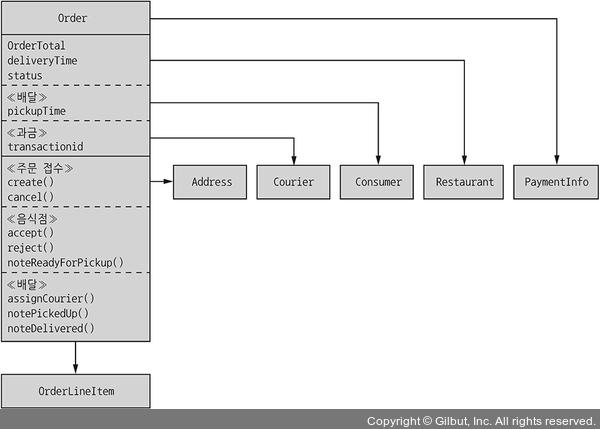 Order
OrderTotal
deliveryTime
status
≪배달≫
pickupTime
≪과금≫
transactionid
≪주문 접수≫
create()
cancel()
≪음식점≫
accept()
reject()
noteReadyForPickup()
≪배달≫
assignCourier()
notePickedUp()
noteDelivered()
Address
Courier
Consumer
Restaurant
PaymentInfo
OrderLineItem
Copyright © Gilbut, Inc. All rights reserved.